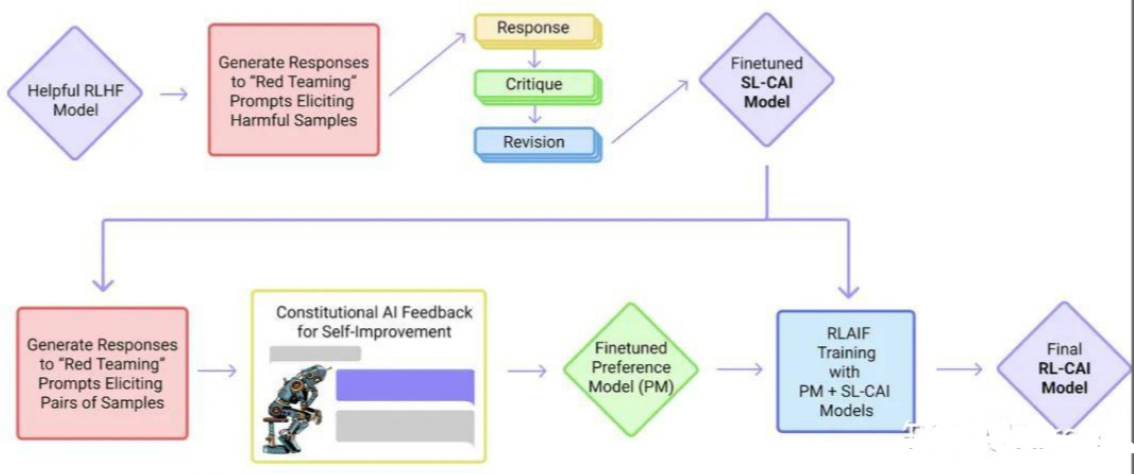 Helpful RLHF
Model
Generate Responses
to “Red Teaming”
Prompts Eliciting
Harmful Samples
Response
Critique
Revision
Finetuned
SL-CAI
Model
Generate Responses
to “Red Teaming”
Prompts Eliciting
Pairs of Samples
Constitutional AI Feedback
for Self-Improvement
Finetuned
Preference
Model (PM)
RLAIF
Training
with
PM + SL-CAI
Models
Final
RL-CAI
Model